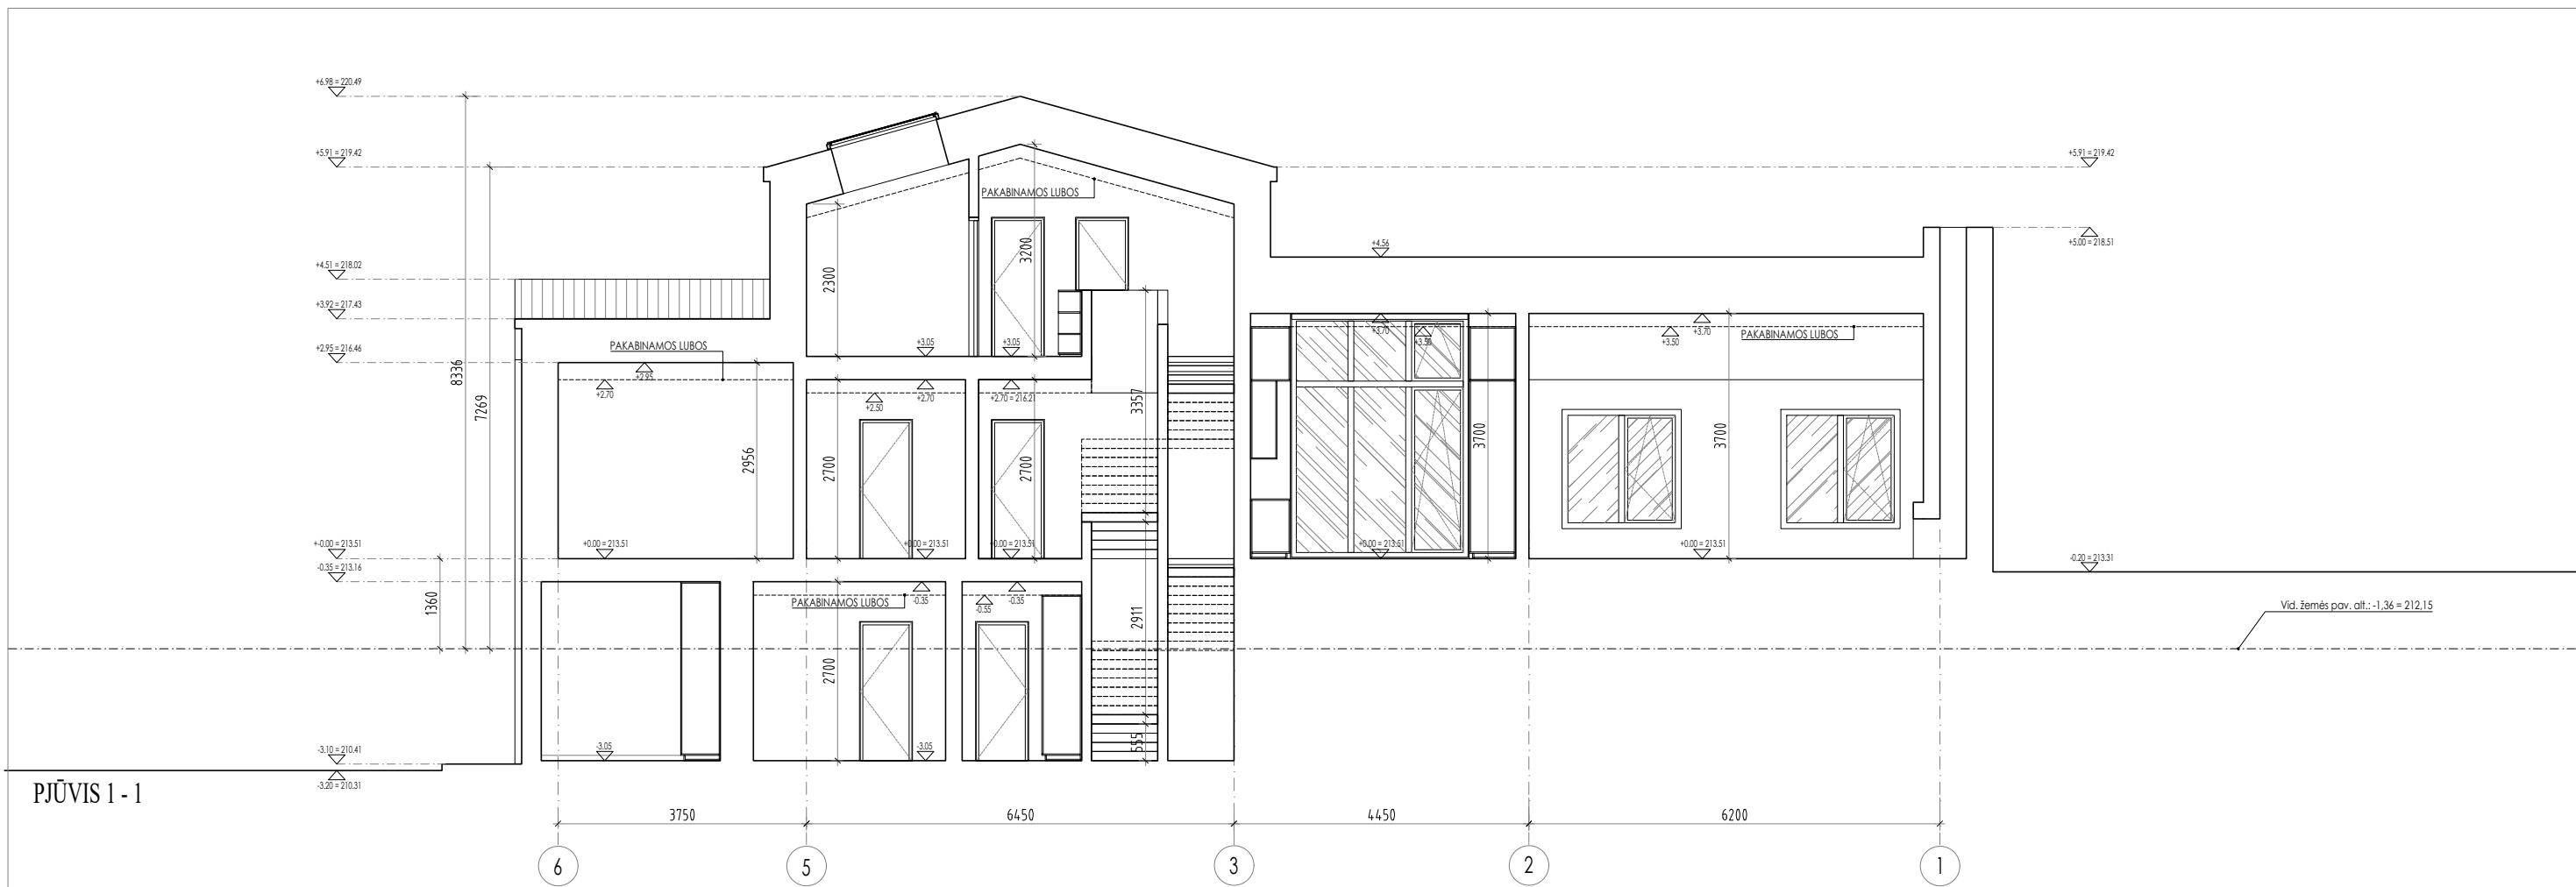 +6.98 = 220.49
+5.91 = 219.42
+5.91 = 219.42
PAKABINAMOS LUBOS
+5.00 = 218.51
+4.56
3200
2300
+4.51 = 218.02
+3.92 = 217.43
+3.70
+3.70
+3.50
+3.50
PAKABINAMOS LUBOS
+3.05
+3.05
PAKABINAMOS LUBOS
+2.95 = 216.46
+2.95
+2.70
+2.50
+2.70
+2.70 = 216.21
8336
7269
3357
2956
2700
2700
3700
3700
+-0.00 = 213.51
+0.00 = 213.51
+0.00 = 213.51
+0.00 = 213.51
+0.00 = 213.51
+0.00 = 213.51
-0.20 = 213.31
-0.35 = 213.16
1360
PAKABINAMOS LUBOS
-0.35
-0.55
-0.35
2911
Vid. žemės pav. alt.: -1,36 = 212,15
2700
-3.05
-3.05
555
-3.10 = 210.41
-3.20 = 210.31
PJŪVIS 1 - 1
3750
6450
4450
6200
6
5
3
2
1